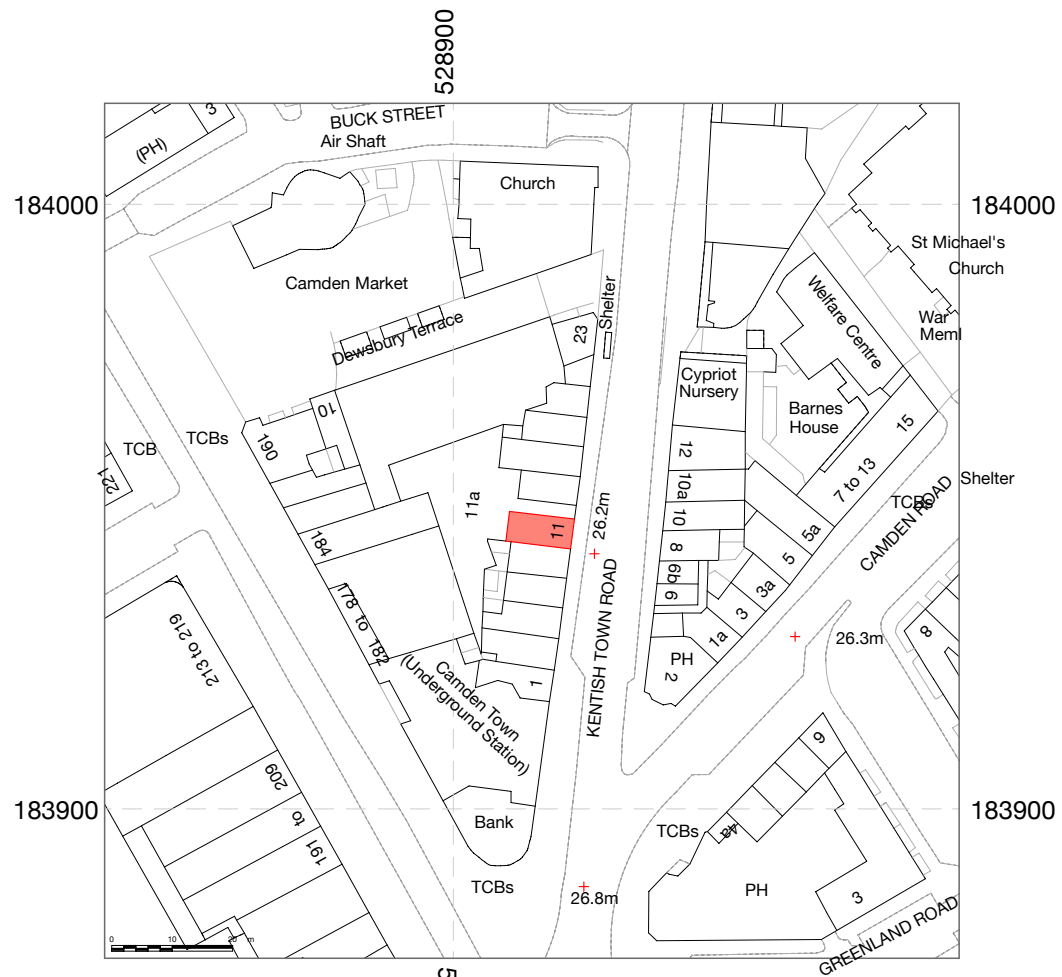 528900
BUCK STREET
Air Shaft
3
(PH)
Church
184000
184000
St Michael's
Church
Camden Market
Welfare Centre
War
Meml
Shelter
23
Dewsbury Terrace
Cypriot
Nursery
Barnes
House
10
190
TCB
TCBs
221
12
15
7 to 13
Shelter
TCBs
CAMDEN ROAD
10a
11a
11
26.2m
10
5a
184
8
5
6b
3a
6
178 to 182
3
1a
KENTISH TOWN ROAD
26.3m
8
213 to 219
PH
2
1
Camden Town
(Underground Station)
9
209
to
191
183900
183900
Bank
TCBs
4a
TCBs
26.8m
PH
3
GREENLAND ROAD
0
10
20
m
5